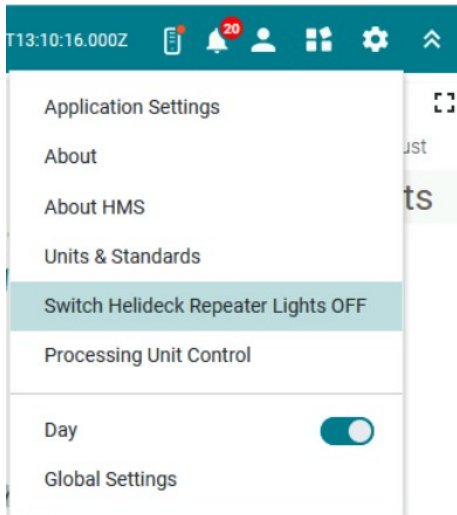 T13:10:16.000Z
20
Application Settings
ust
About
ts
About HMS
Units & Standards
Switch Helideck Repeater Lights OFF
Processing Unit Control
Day
Global Settings